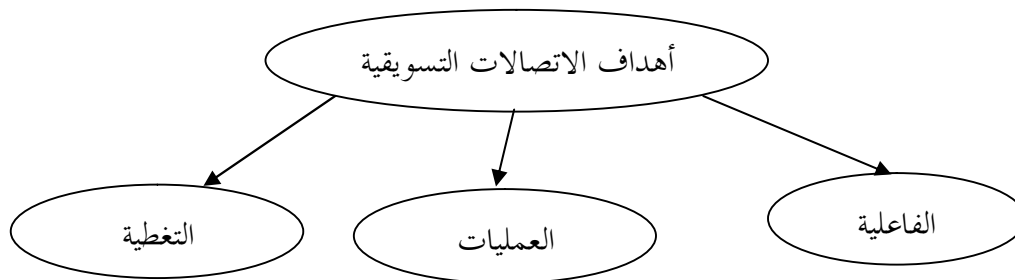 أهداف الاتصالات التسويقية
الفاعلية
العمليات
التغطية